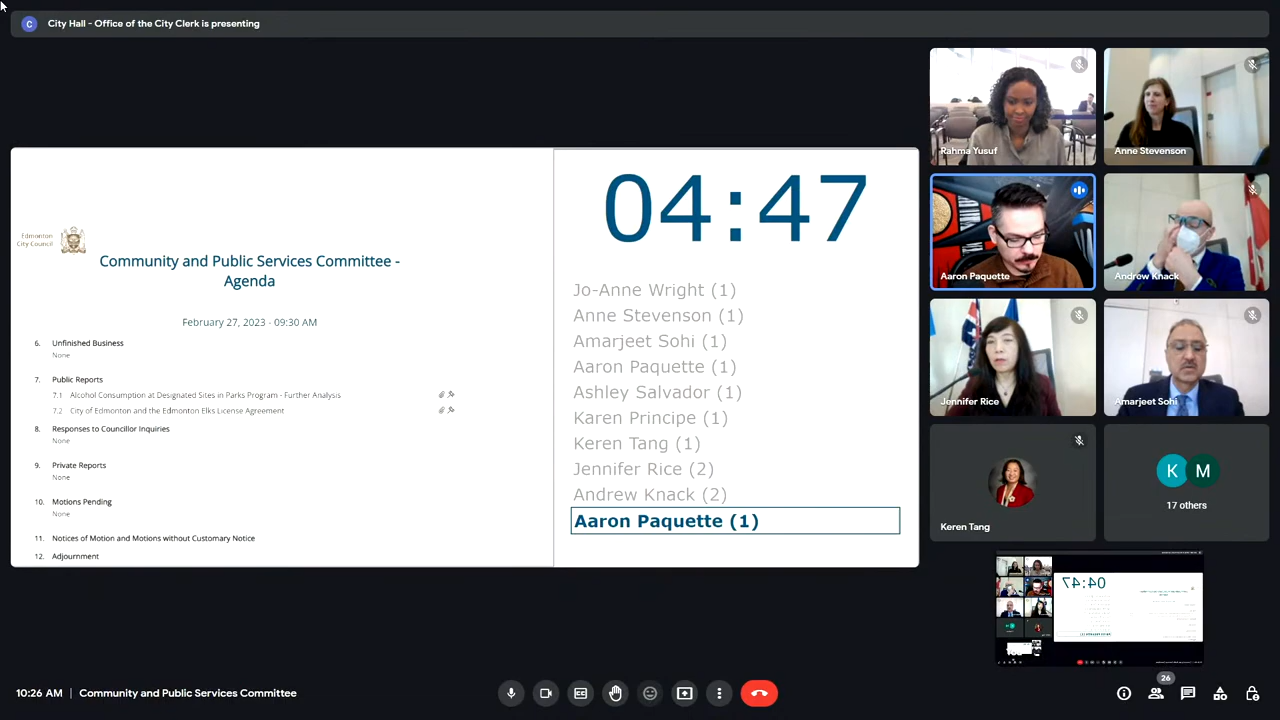 City Hall - Office of the City Clerk is presenting
C
Edmonton
City Council
Community and Public Services Committee -
Agenda
February 27, 2023 - 09:30 AM
6. Unfinished Business
None
7. Public Reports
7.1 Alcohol Consumption at Designated Sites in Parks Program - Further Analysis
7.2 City of Edmonton and the Edmonton Elks License Agreement
8. Responses to Councillor Inquiries
None
9. Private Reports
None
10. Motions Pending
None
11. Notices of Motion and Motions without Customary Notice
12. Adjournment
04:47
Jo-Anne Wright (1)
Anne Stevenson (1)
Amarjeet Sohi (1)
Aaron Paquette (1)
Ashley Salvador (1)
Karen Principe (1)
Keren Tang (1)
Jennifer Rice (2)
Andrew Knack (2)
Aaron Paquette (1)
Rahma Yusuf
Anne Stevenson
Aaron Paquette
Andrew Knack
Jennifer Rice
Amarjeet Sohi
Keren Tang
K M
17 others
04:47
10:26 AM | Community and Public Services Committee
26